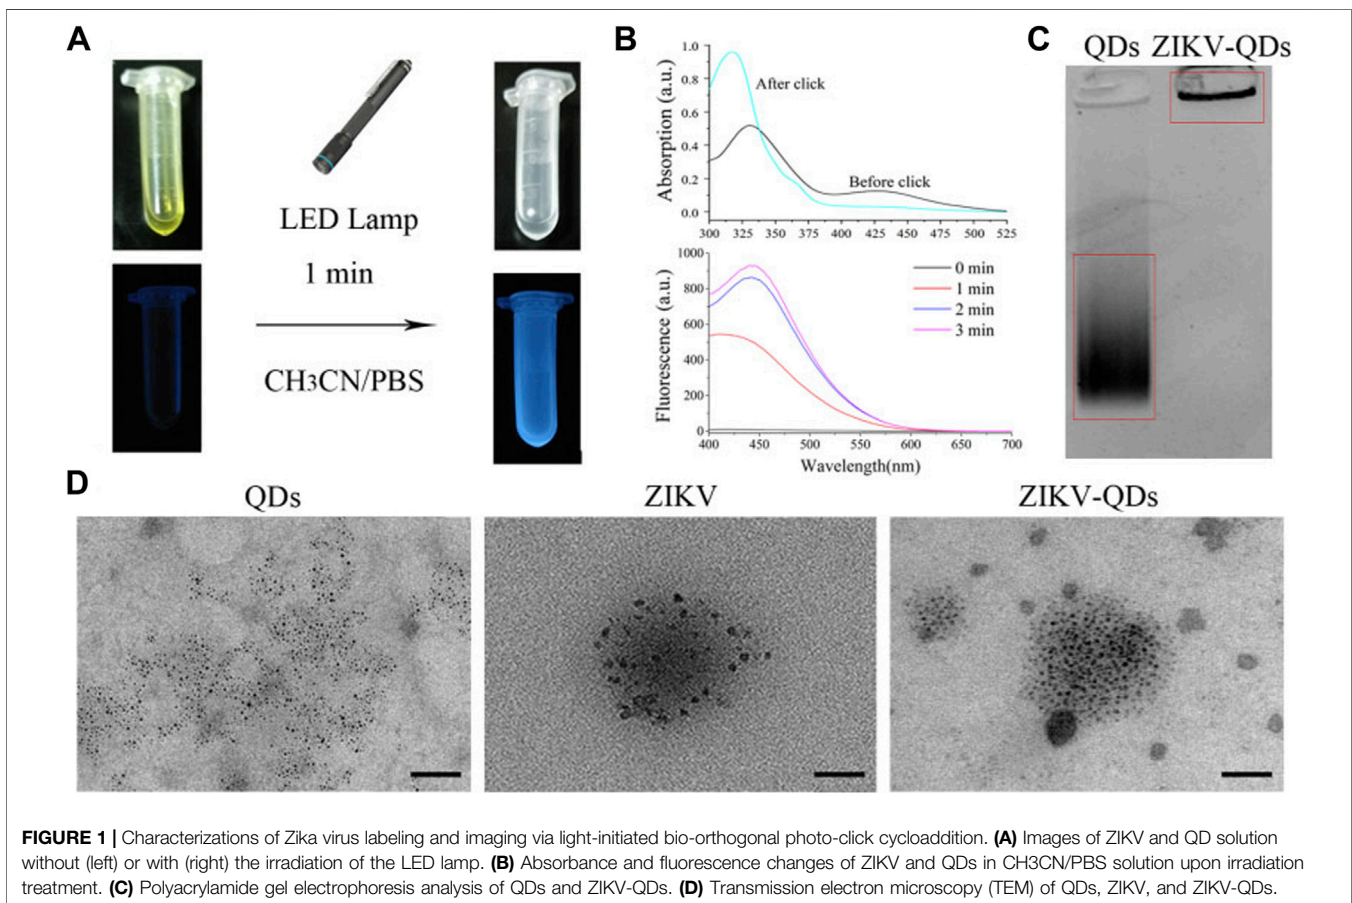 A
LED Lamp
1 min
CH3CN/PBS
B
Absorption (a.u.)
1.0
0.8
0.6
0.4
0.2
0.0
After click
Before click
300 325 350 375 400 425 450 475 500 525
Fluorescence (a.u.)
1000
800
600
400
200
0
0 min
1 min
2 min
3 min
400 450 500 550 600 650 700
Wavelength(nm)
C
QDs ZIKV-QDs
D
QDs
ZIKV
ZIKV-QDs
FIGURE 1 | Characterizations of Zika virus labeling and imaging via light-initiated bio-orthogonal photo-click cycloaddition. (A) Images of ZIKV and QD solution
without (left) or with (right) the irradiation of the LED lamp. (B) Absorbance and fluorescence changes of ZIKV and QDs in CH3CN/PBS solution upon irradiation
treatment. (C) Polyacrylamide gel electrophoresis analysis of QDs and ZIKV-QDs. (D) Transmission electron microscopy (TEM) of QDs, ZIKV, and ZIKV-QDs.